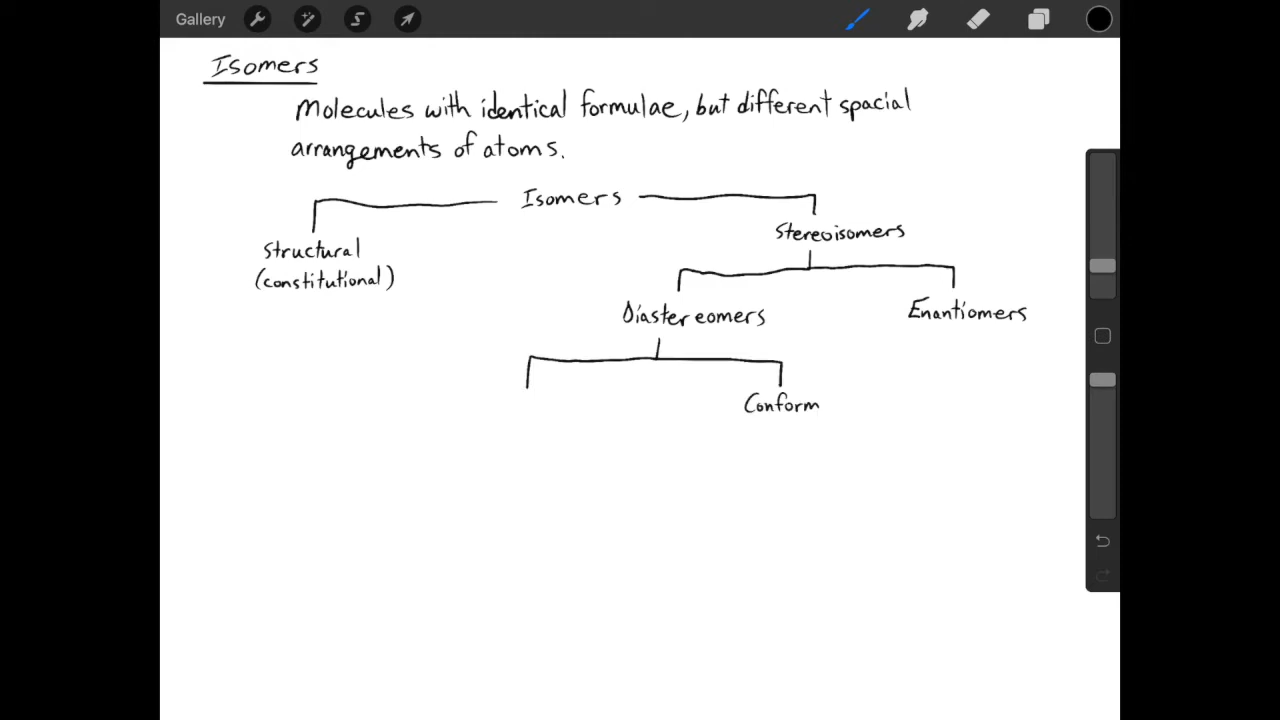 Gallery
Isomers
Molecules with identical formulae, but different spacial
arrangements of atoms.
Isomers
Structural
(constitutional)
Stereoisomers
Diastereomers
Enantiomers
Conform